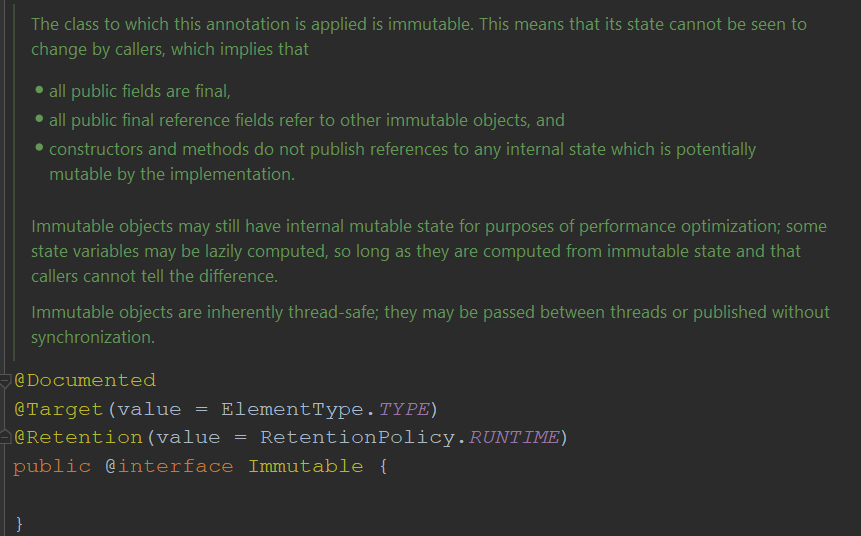 The class to which this annotation is applied is immutable. This means that its state cannot be seen to
change by callers, which implies that
• all public fields are final,
• all public final reference fields refer to other immutable objects, and
• constructors and methods do not publish references to any internal state which is potentially
mutable by the implementation.
Immutable objects may still have internal mutable state for purposes of performance optimization; some
state variables may be lazily computed, so long as they are computed from immutable state and that
callers cannot tell the difference.
Immutable objects are inherently thread-safe; they may be passed between threads or published without
synchronization.
@Documented
@Target(value = ElementType.TYPE)
@Retention(value = RetentionPolicy.RUNTIME)
public @interface Immutable {
}